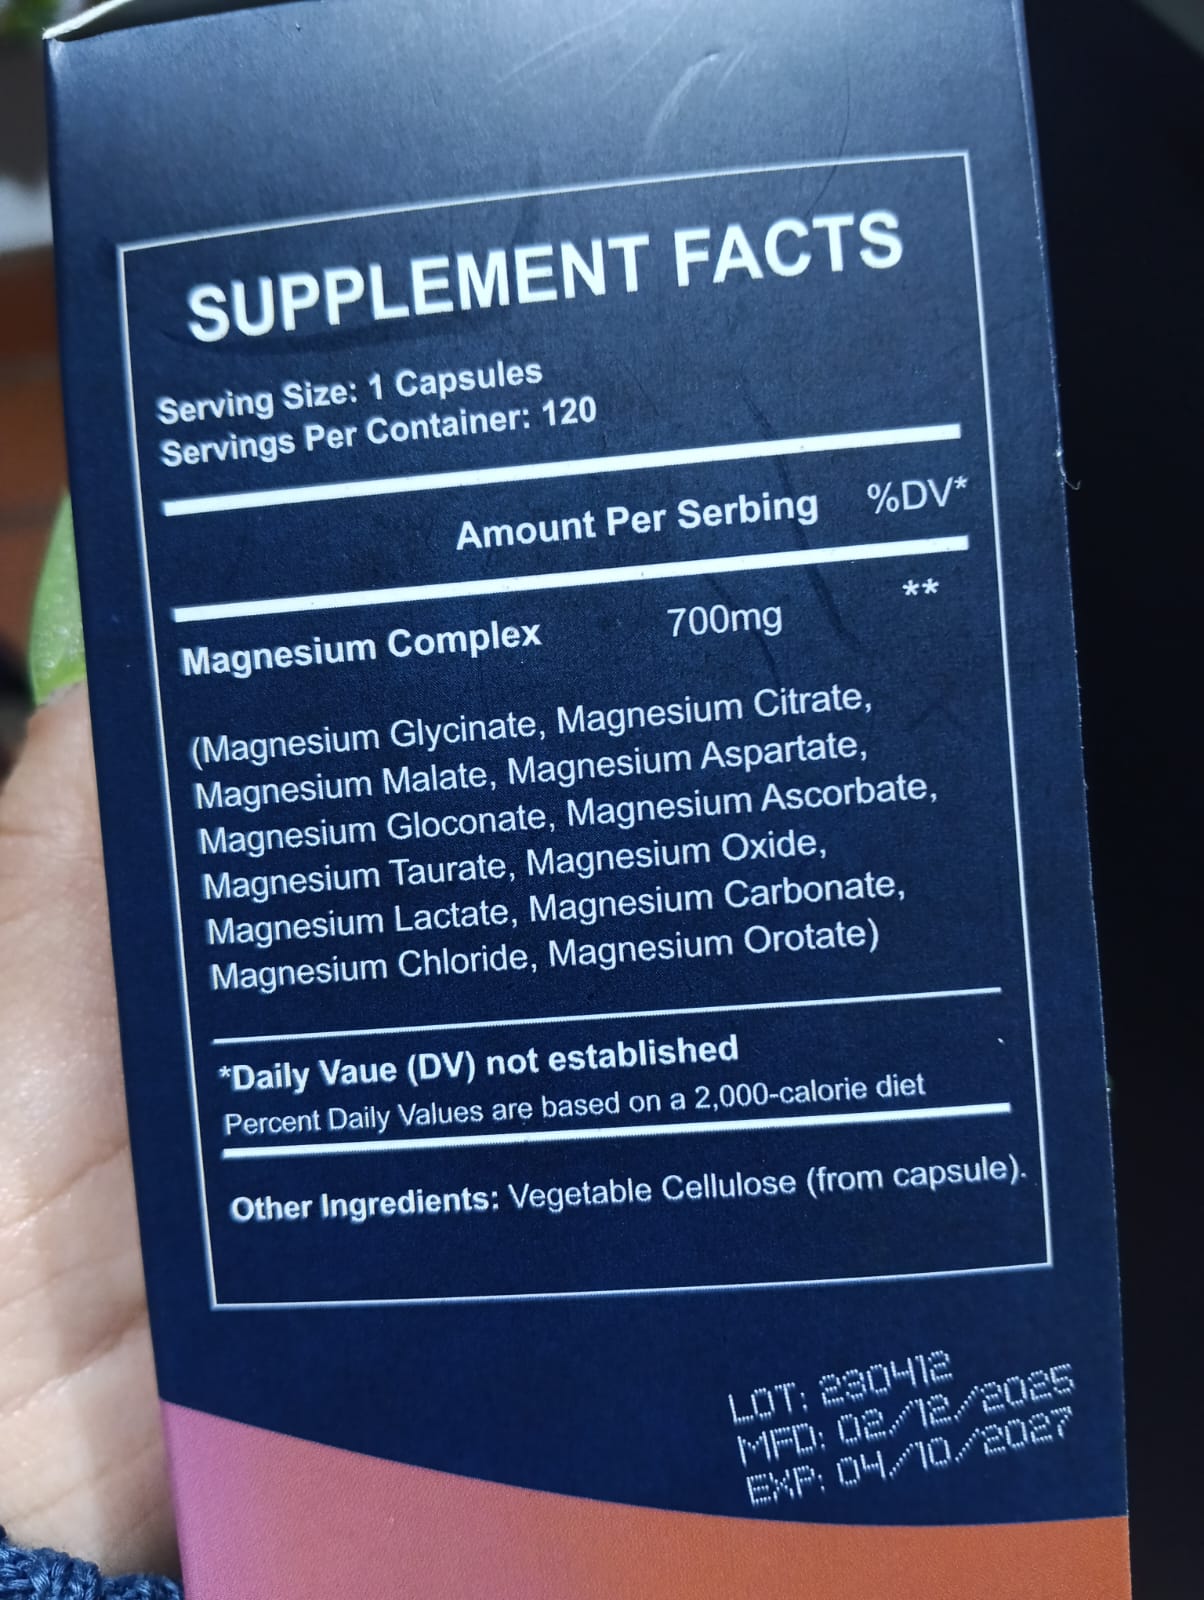 SUPPLEMENT FACTS
Serving Size: 1 Capsules
Servings Per Container: 120
Amount Per Serbing %DV*
Magnesium Complex 700mg **
(Magnesium Glycinate, Magnesium Citrate,
Magnesium Malate, Magnesium Aspartate,
Magnesium Gloconate, Magnesium Ascorbate,
Magnesium Taurate, Magnesium Oxide,
Magnesium Lactate, Magnesium Carbonate,
Magnesium Chloride, Magnesium Orotate)
*Daily Vaue (DV) not established
Percent Daily Values are based on a 2,000-calorie diet
Other Ingredients: Vegetable Cellulose (from capsule).
LOT: 230412
MFD: 02/12/2025
EXP: 04/10/2027